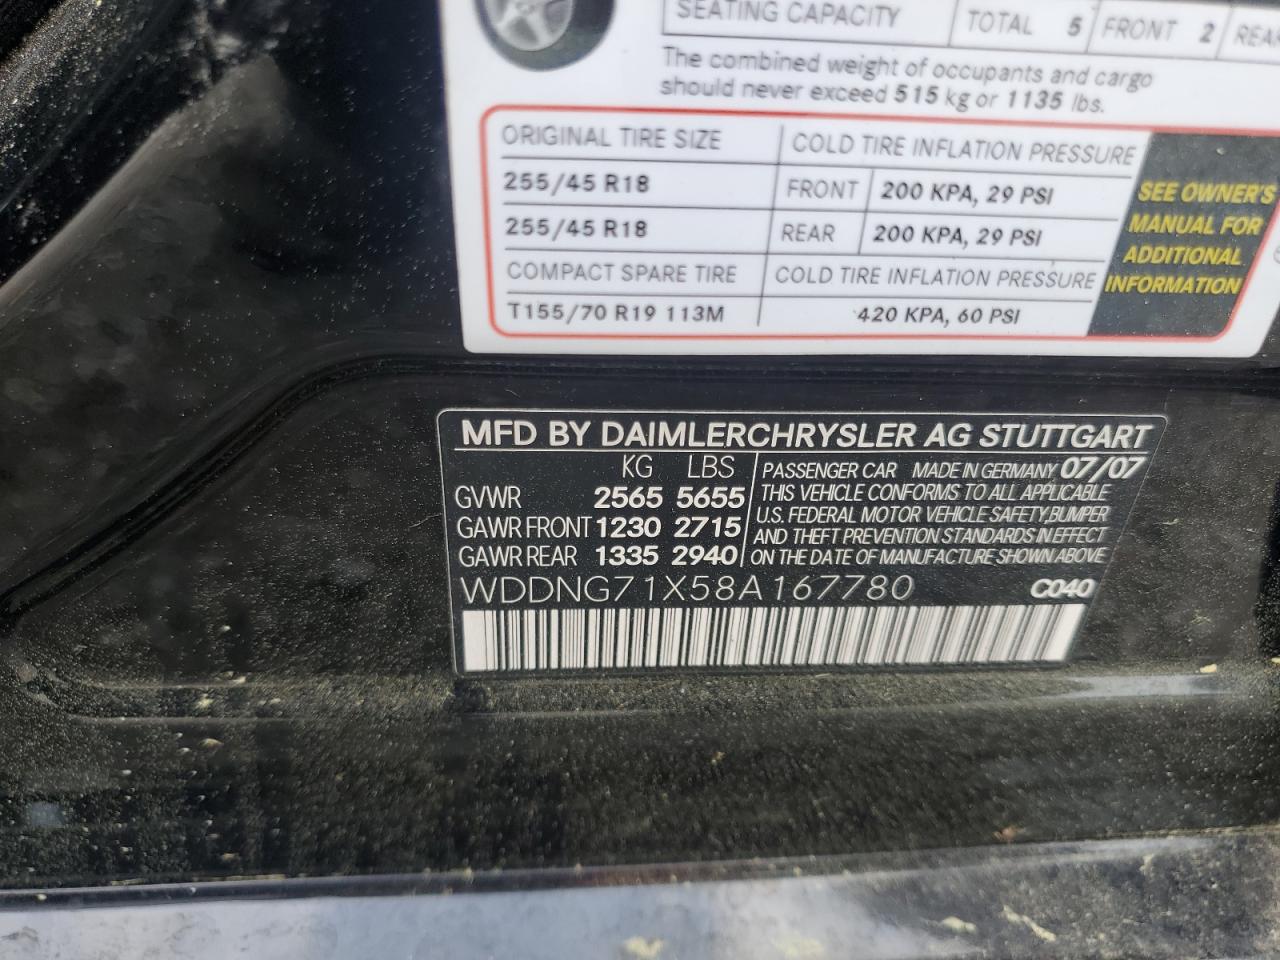 SEATING CAPACITY TOTAL 5 FRONT 2
The combined weight of occupants and cargo
should never exceed 515 kg or 1135 lbs.
ORIGINAL TIRE SIZE COLD TIRE INFLATION PRESSURE
255/45 R18 FRONT 200 KPA, 29 PSI
255/45 R18 REAR 200 KPA, 29 PSI
COMPACT SPARE TIRE COLD TIRE INFLATION PRESSURE
T155/70 R19 113M 420 KPA, 60 PSI
SEE OWNER'S
MANUAL FOR
ADDITIONAL
INFORMATION
MFD BY DAIMLERCHRYSLER AG STUTTGART
KG LBS
GVWR 2565 5655
GAWR FRONT 1230 2715
GAWR REAR 1335 2940
PASSENGER CAR MADE IN GERMANY 07/07
THIS VEHICLE CONFORMS TO ALL APPLICABLE
U.S. FEDERAL MOTOR VEHICLE SAFETY, BUMPER
AND THEFT PREVENTION STANDARDS IN EFFECT
ON THE DATE OF MANUFACTURE SHOWN ABOVE
WDDNG71X58A167780 C040